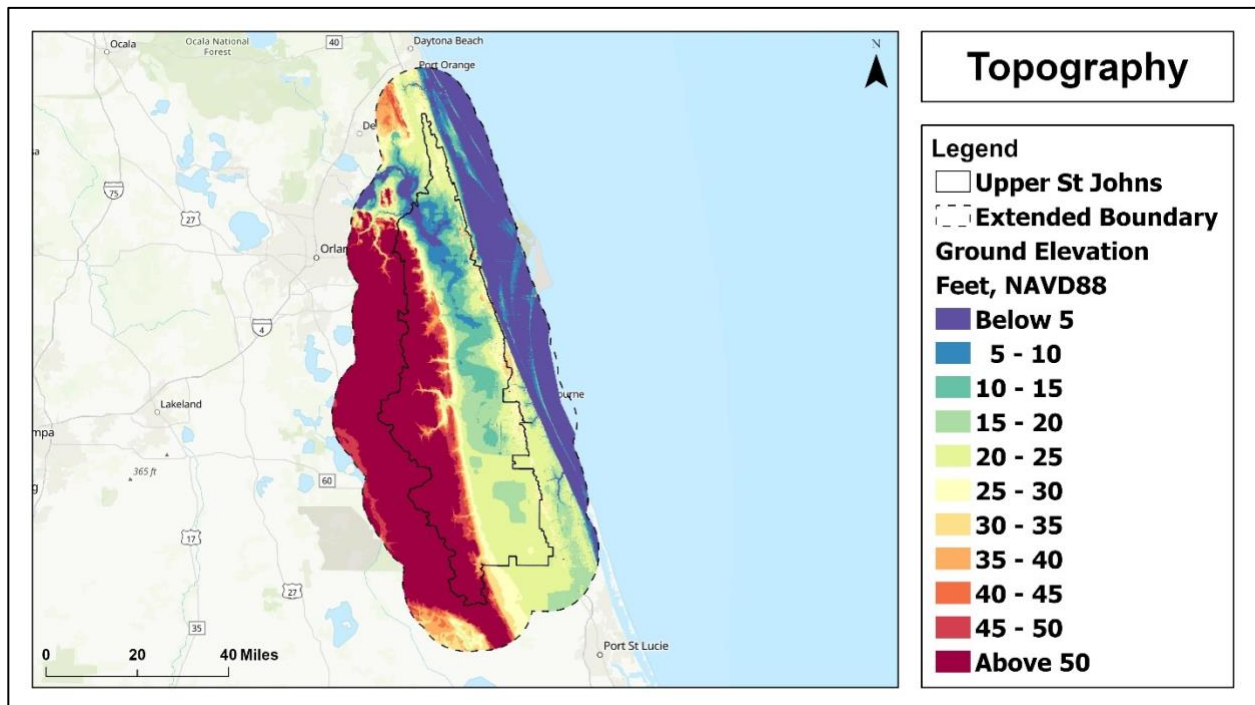 Ocala
Ocala National
Forest
40
Daytona Beach
Port Orange
De
75
27
Orlan
4
Lakeland
mpa
365 ft
60
ourne
17
27
35
Port St Lucie
N
0 20 40 Miles
Topography
Legend
Upper St Johns
Extended Boundary
Ground Elevation
Feet, NAVD88
Below 5
5 - 10
10 - 15
15 - 20
20 - 25
25 - 30
30 - 35
35 - 40
40 - 45
45 - 50
Above 50